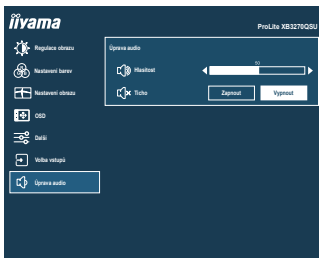 iiyama
ProLite XB3270QSU
Regulace obrazu
Nastavení barev
Nastavení obrazu
OSD
Další
Volba vstupů
Úprava audio
Úprava audio
Hlasitost
50
Ticho
Zapnout
Vypnout